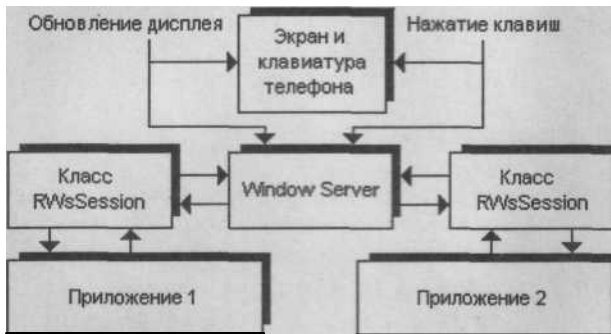 Обновление дисплея
Нажатие клавиш
Экран и
клавиатура
телефона
Класс
RWsSession
Window Server
Класс
RWsSession
Приложение 1
Приложение 2